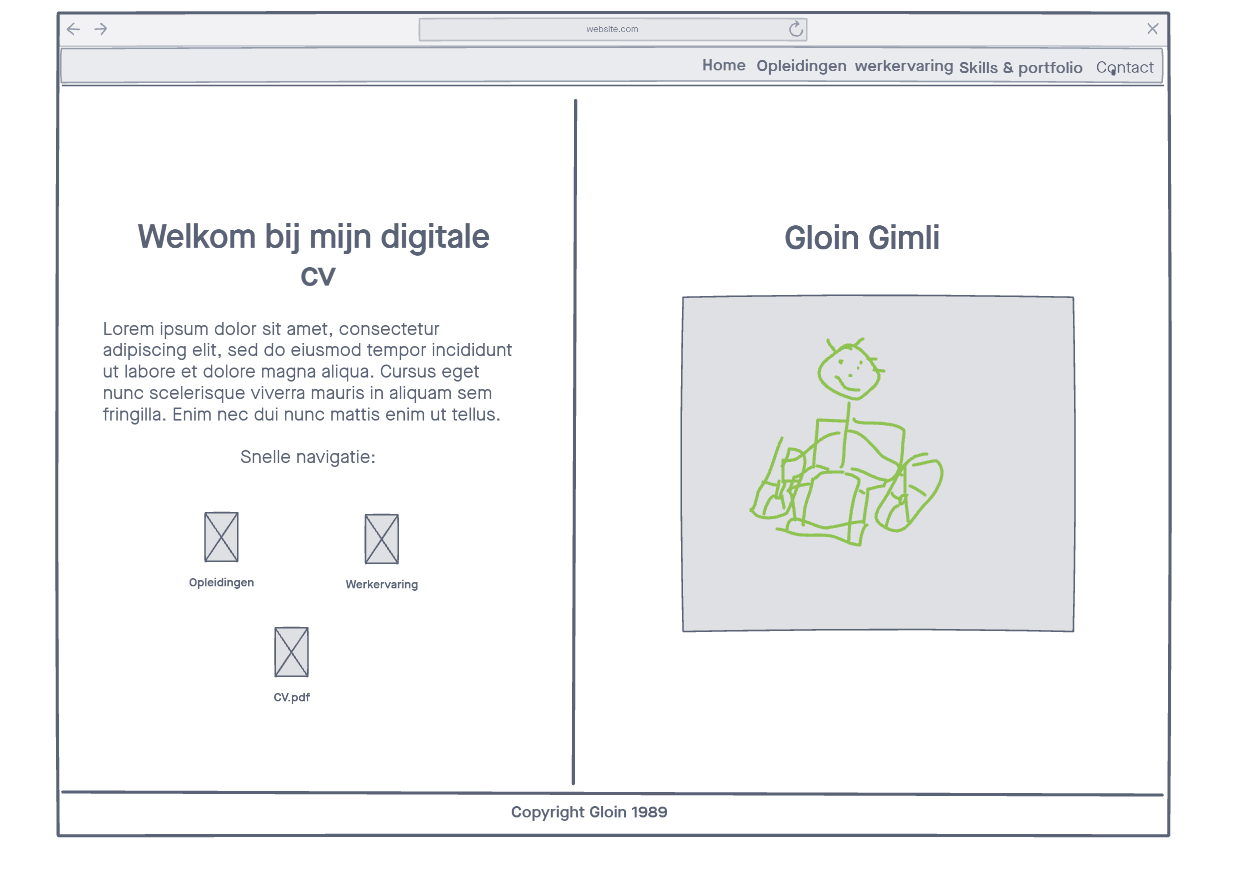 website.com
Home Opleidingen werkervaring Skills & portfolio Contact
Welkom bij mijn digitale
cv
Lorem ipsum dolor sit amet, consectetur
adipiscing elit, sed do eiusmod tempor incididunt
ut labore et dolore magna aliqua. Cursus eget
nunc scelerisque viverra mauris in aliquam sem
fringilla. Enim nec dui nunc mattis enim ut tellus.
Snelle navigatie:
Opleidingen
Werkervaring
CV.pdf
Gloin Gimli
Copyright Gloin 1989